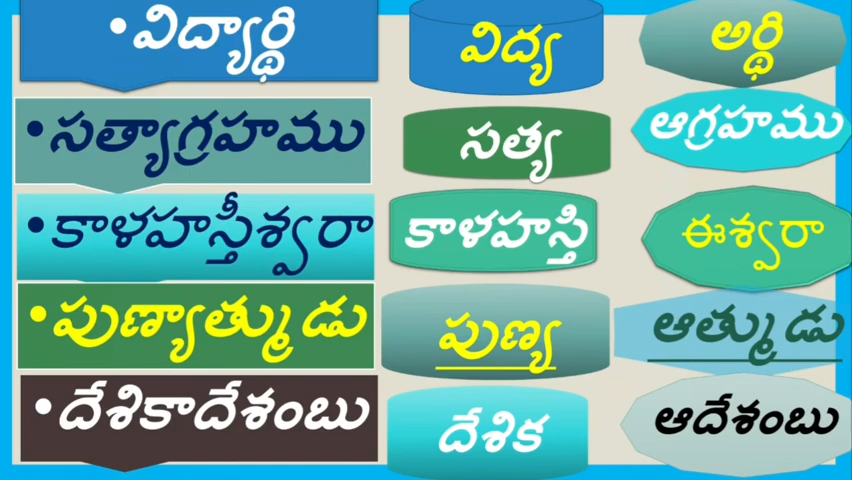 •విద్యార్థి విద్య అర్థి
•సత్యాగ్రహము సత్య ఆగ్రహము
•కాళహస్తీశ్వరా కాళహస్తి ఈశ్వరా
•పుణ్యాత్ముడు పుణ్య ఆత్ముడు
•దేశికాదేశంబు దేశిక ఆదేశంబు